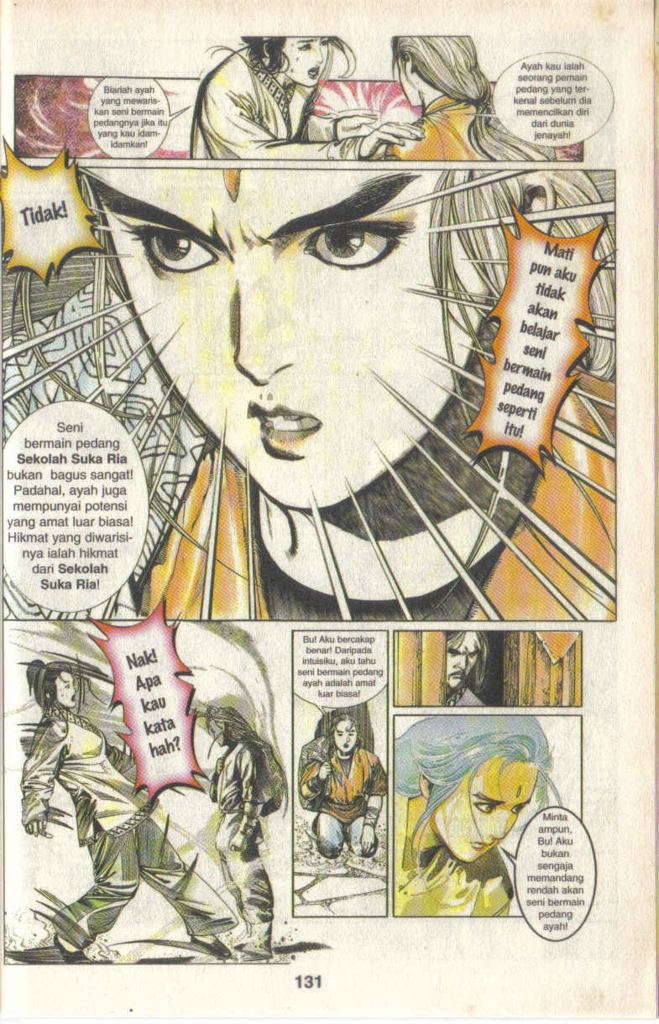 Biarlah ayah
yang mewaris-
kan seni bermain
pedangnya jika itu
yang kau idam-
idamkan!
Ayah kau ialah
seorang pemain
pedang yang ter-
kenal sebelum dia
memencilkan diri
dari dunia
jenayah!
Tidak!
Mati
pun aku
tidak
akan
belajar
seni
bermain
pedang
seperti
itu!
Seni
bermain pedang
Sekolah Suka Ria
bukan bagus sangat!
Padahal, ayah juga
mempunyai potensi
yang amat luar biasa!
Hikmat yang diwarisi-
nya ialah hikmat
dari Sekolah
Suka Ria!
Nak!
Apa
kau
kata
hah?
Bu! Aku bercakap
benar! Daripada
intuisiku, aku tahu
seni bermain pedang
ayah adalah amat
luar biasa!
Minta
ampun,
Bu! Aku
bukan
sengaja
memandang
rendah akan
seni bermain
pedang
ayah!
131